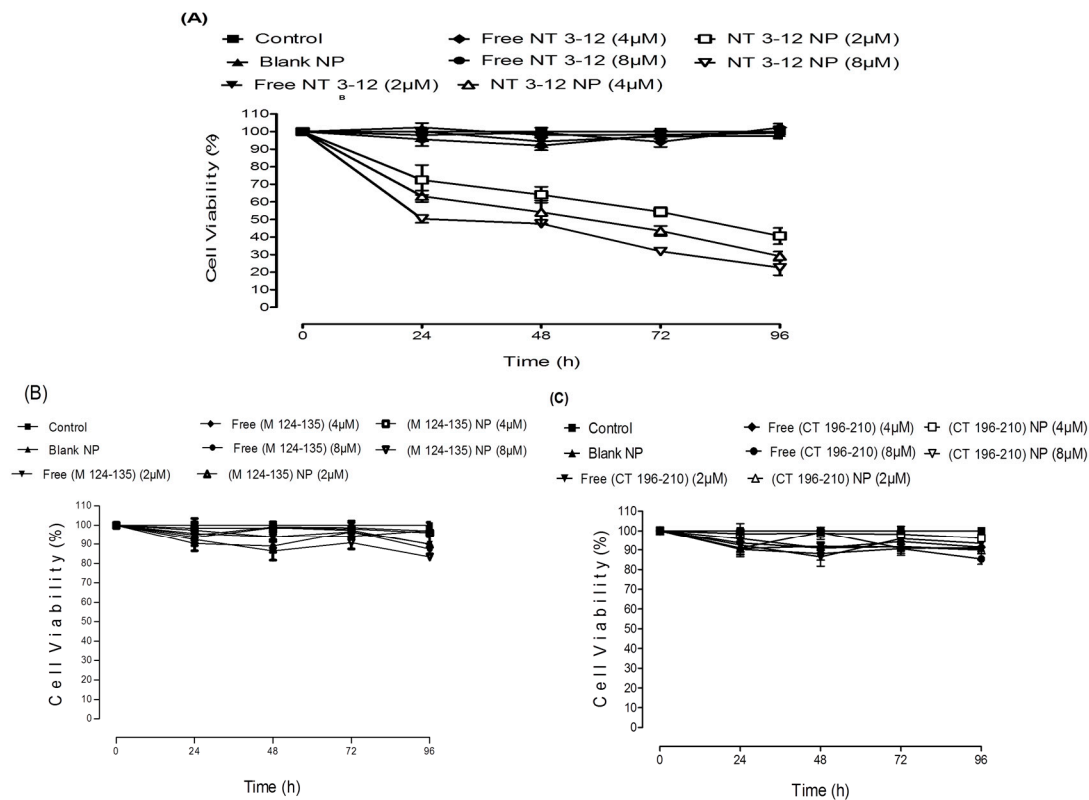 (A)
Control
Free NT 3-12 (4µM)
NT 3-12 NP (2µM)
Blank NP
Free NT 3-12 (8µM)
NT 3-12 NP (8µM)
Free NT 3-12 (2µM)
NT 3-12 NP (4µM)
B
110
100
90
80
70
60
50
40
30
20
10
0
Cell Viability (%)
0 24 48 72 96
Time (h)
(B)
Control
Free (M 124-135) (4µM)
(M 124-135) NP (4µM)
Blank NP
Free (M 124-135) (8µM)
(M 124-135) NP (8µM)
Free (M 124-135) (2µM)
(M 124-135) NP (2µM)
110
100
90
80
70
60
50
40
30
20
10
0
Cell Viability (%)
0 24 48 72 96
Time (h)
(C)
Control
Free (CT 196-210) (4µM)
(CT 196-210) NP (4µM)
Blank NP
Free (CT 196-210) (8µM)
(CT 196-210) NP (8µM)
Free (CT 196-210) (2µM)
(CT 196-210) NP (2µM)
110
100
90
80
70
60
50
40
30
20
10
0
Cell Viability (%)
0 24 48 72 96
Time (h)